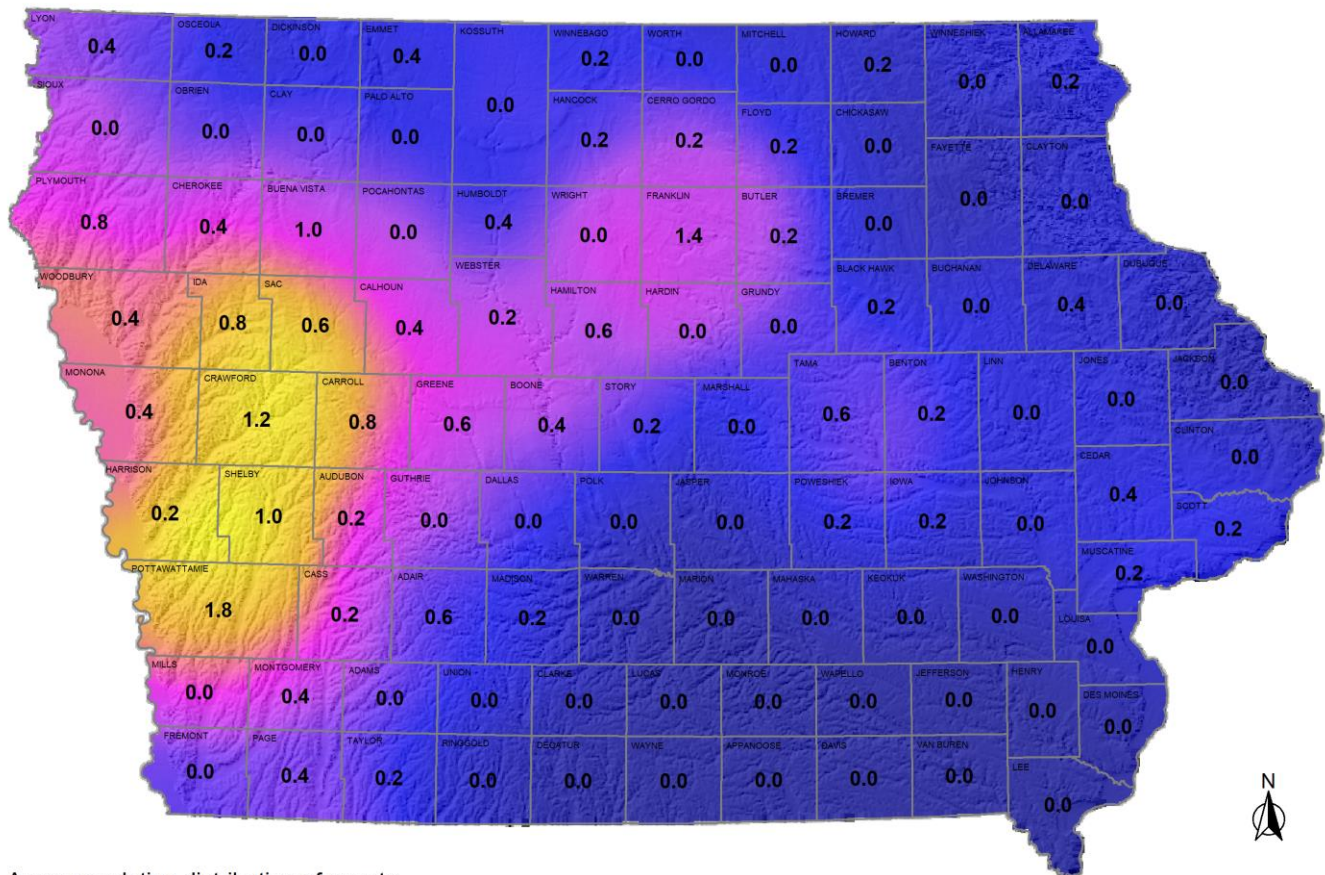 LYON
0.4
OSCEOLA
0.2
DICKINSON
0.0
EMMET
0.4
KOSSUTH
0.0
WINNEBAGO
0.2
WORTH
0.0
MITCHELL
0.0
HOWARD
0.2
WINNESHIEK
0.0
ALLAMAKEE
0.2
SIOUX
0.0
OBRIEN
0.0
CLAY
0.0
PALO ALTO
0.0
HANCOCK
0.2
CERRO GORDO
0.2
FLOYD
0.2
CHICKASAW
0.0
FAYETTE
0.0
CLAYTON
0.0
PLYMOUTH
0.8
CHEROKEE
0.4
BUENA VISTA
1.0
POCAHONTAS
0.0
HUMBOLDT
0.4
WRIGHT
0.0
FRANKLIN
1.4
BUTLER
0.2
BREMER
0.0
WOODBURY
0.4
IDA
0.8
SAC
0.6
CALHOUN
0.4
WEBSTER
0.2
HAMILTON
0.6
HARDIN
0.0
GRUNDY
0.0
BLACK HAWK
0.2
BUCHANAN
0.0
DELAWARE
0.4
DUBUQUE
0.0
MONONA
0.4
CRAWFORD
1.2
CARROLL
0.8
GREENE
0.6
BOONE
0.4
STORY
0.2
MARSHALL
0.0
TAMA
0.6
BENTON
0.2
LINN
0.0
JONES
0.0
JACKSON
0.0
CLINTON
0.0
CEDAR
0.4
SCOTT
0.2
HARRISON
0.2
SHELBY
1.0
AUDUBON
0.2
GUTHRIE
0.0
DALLAS
0.0
POLK
0.0
JASPER
0.0
POWESHIEK
0.2
IOWA
0.2
JOHNSON
0.0
MUSCATINE
0.2
POTTAWATTAMIE
1.8
CASS
0.2
ADAIR
0.6
MADISON
0.2
WARREN
0.0
MARION
0.0
MAHASKA
0.0
KEOKUK
0.0
WASHINGTON
0.0
LOUISA
0.0
MILLS
0.0
MONTGOMERY
0.4
ADAMS
0.0
UNION
0.0
CLARKE
0.0
LUCAS
0.0
MONROE
0.0
WAPELLO
0.0
JEFFERSON
0.0
HENRY
0.0
DES MOINES
0.0
FREMONT
0.0
PAGE
0.4
TAYLOR
0.2
RINGGOLD
0.0
DECATUR
0.0
WAYNE
0.0
APPANOOSE
0.0
DAVIS
0.0
VAN BUREN
0.0
LEE
0.0
N